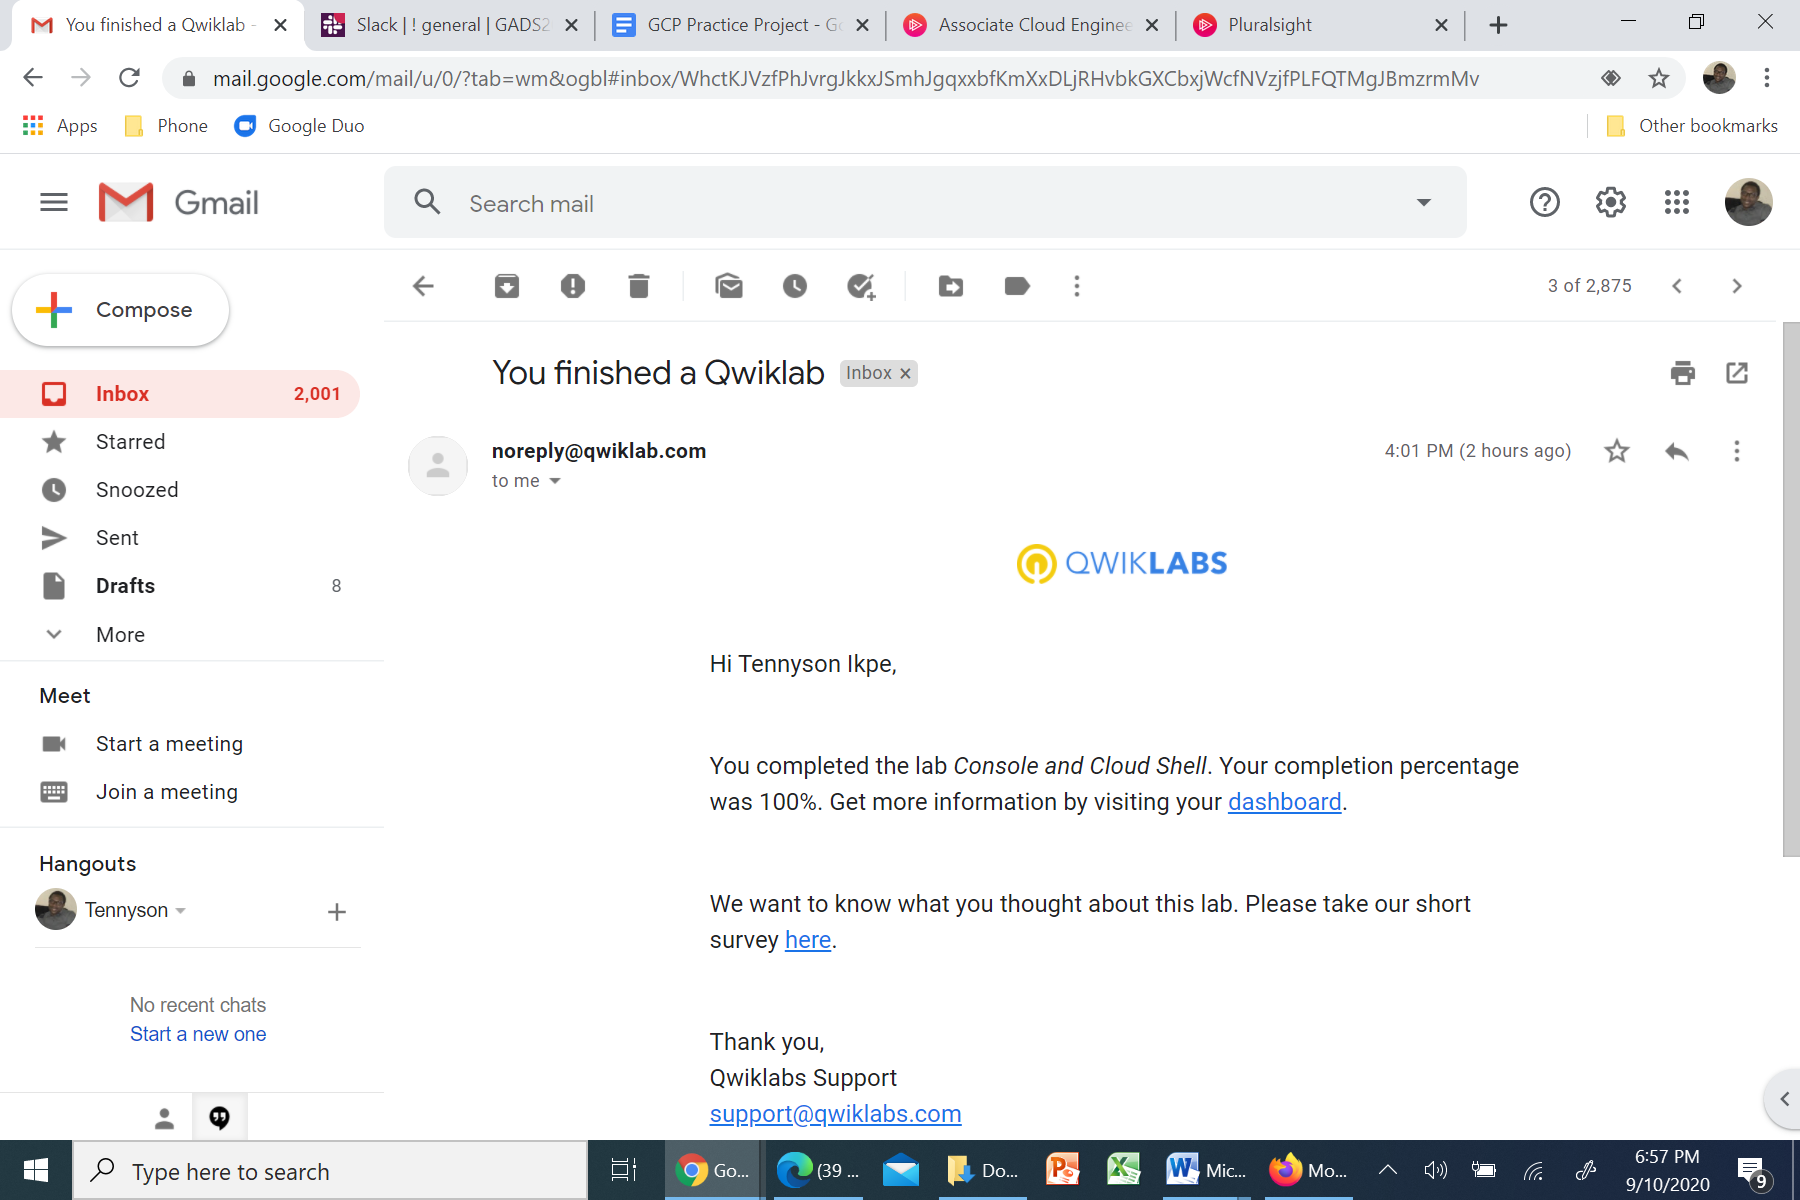 You finished a Qwiklab -
Slack | ! general | GADS2
GCP Practice Project - Go
Associate Cloud Enginee
Pluralsight
mail.google.com/mail/u/0/?tab=wm&ogbl#inbox/WhctKJVzfPhJvrgJkkxJSmhJgqxxbfKmXxDLjRHvbkGXCbxjWcfNVzjfPLFQTMgJBmzrmMv
Apps
Phone
Google Duo
Other bookmarks
Gmail
Search mail
Compose
3 of 2,875
Inbox 2,001
Starred
Snoozed
Sent
Drafts 8
More
Meet
Start a meeting
Join a meeting
Hangouts
Tennyson
No recent chats
Start a new one
You finished a Qwiklab
Inbox ×
noreply@qwiklab.com
4:01 PM (2 hours ago)
to me
QWIKLABS
Hi Tennyson Ikpe,
You completed the lab Console and Cloud Shell. Your completion percentage
was 100%. Get more information by visiting your dashboard.
We want to know what you thought about this lab. Please take our short
survey here.
Thank you,
Qwiklabs Support
support@qwiklabs.com
Type here to search
Go...
(39 ...
Do...
Mic...
Mo...
6:57 PM
9/10/2020
9